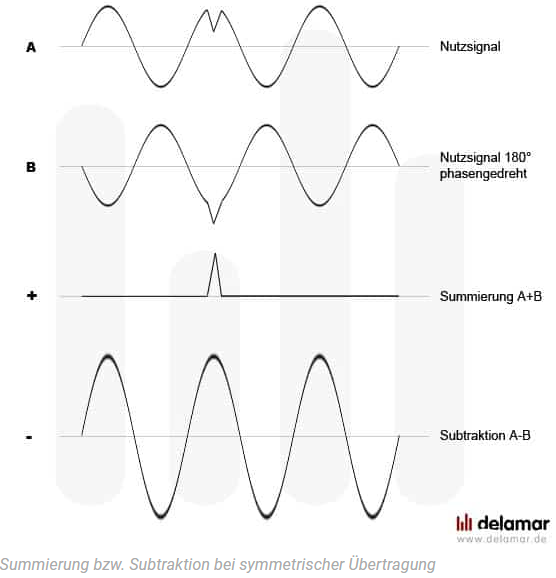 A
Nutzsignal
B
Nutzsignal 180°
phasengedreht
+
Summierung A+B
-
Subtraktion A-B
delamar
www.delamar.de
Summierung bzw. Subtraktion bei symmetrischer Übertragung